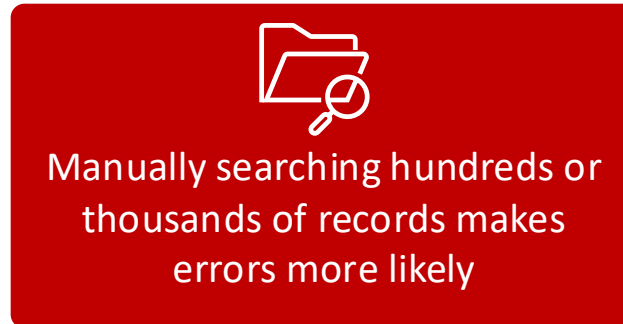 Manually searching hundreds or
thousands of records makes
errors more likely